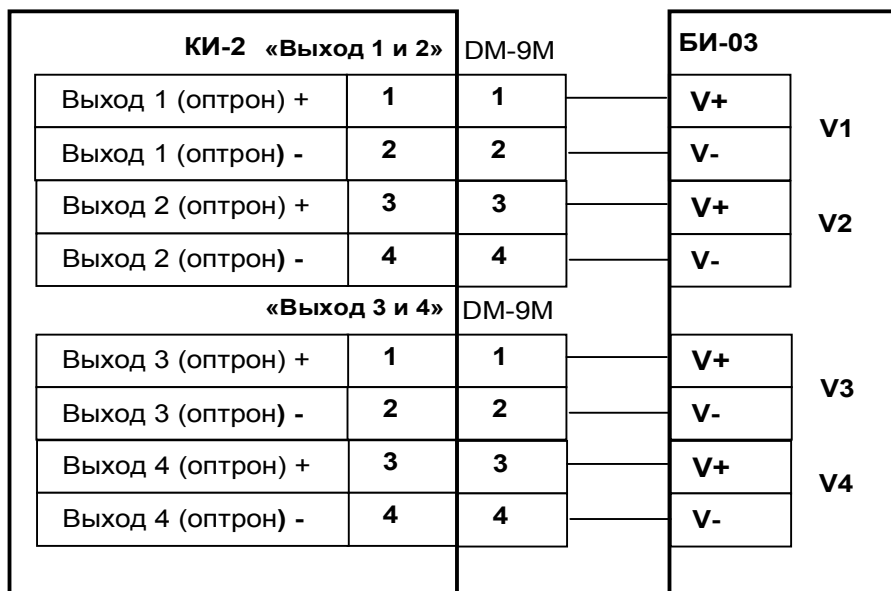 КИ-2 «Выход 1 и 2» DM-9M БИ-03
Выход 1 (оптрон) + 1 1 V+
V1
Выход 1 (оптрон) - 2 2 V-
Выход 2 (оптрон) + 3 3 V+
V2
Выход 2 (оптрон) - 4 4 V-
«Выход 3 и 4» DM-9M
Выход 3 (оптрон) + 1 1 V+
V3
Выход 3 (оптрон) - 2 2 V-
Выход 4 (оптрон) + 3 3 V+
V4
Выход 4 (оптрон) - 4 4 V-